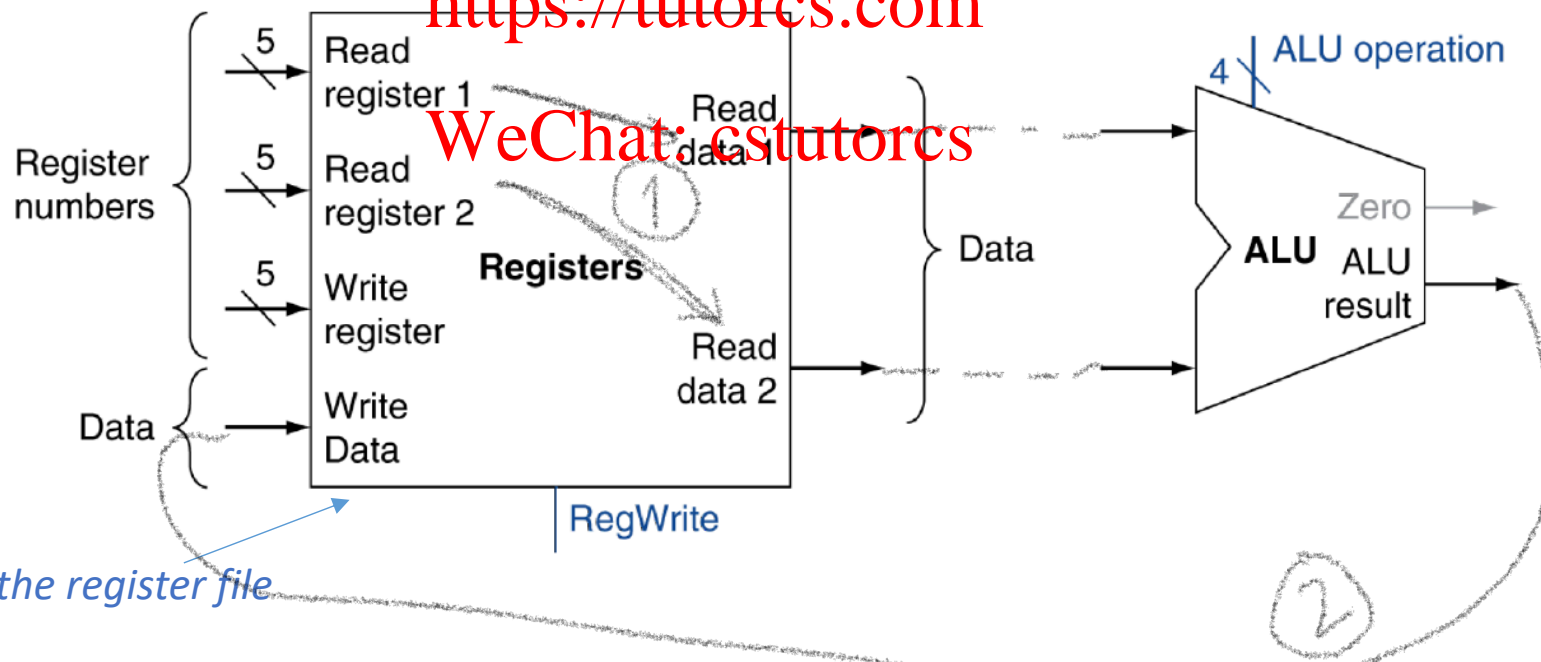 https://tutorcs.com
WeChat: cstutorcs
Register
numbers
Data
5
5
5
Read
register 1
Read
register 2
Write
register
Write
Data
Registers
1
Read
data 1
Read
data 2
RegWrite
the register file
Data
4
ALU operation
ALU
Zero
ALU
result
2